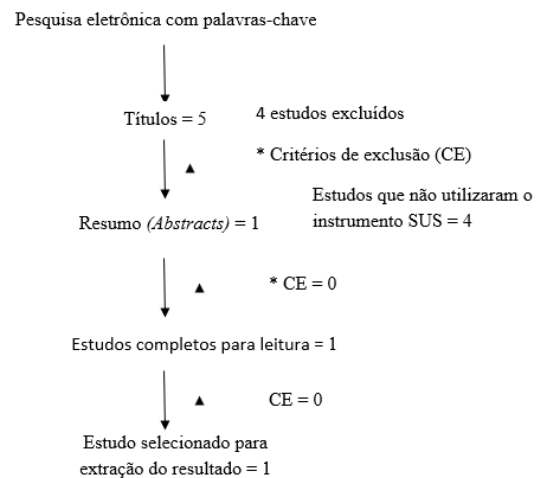 Pesquisa eletrônica com palavras-chave
Títulos = 5
4 estudos excluídos
* Critérios de exclusão (CE)
Estudos que não utilizaram o
instrumento SUS = 4
Resumo (Abstracts) = 1
* CE = 0
Estudos completos para leitura = 1
CE = 0
Estudo selecionado para
extração do resultado = 1